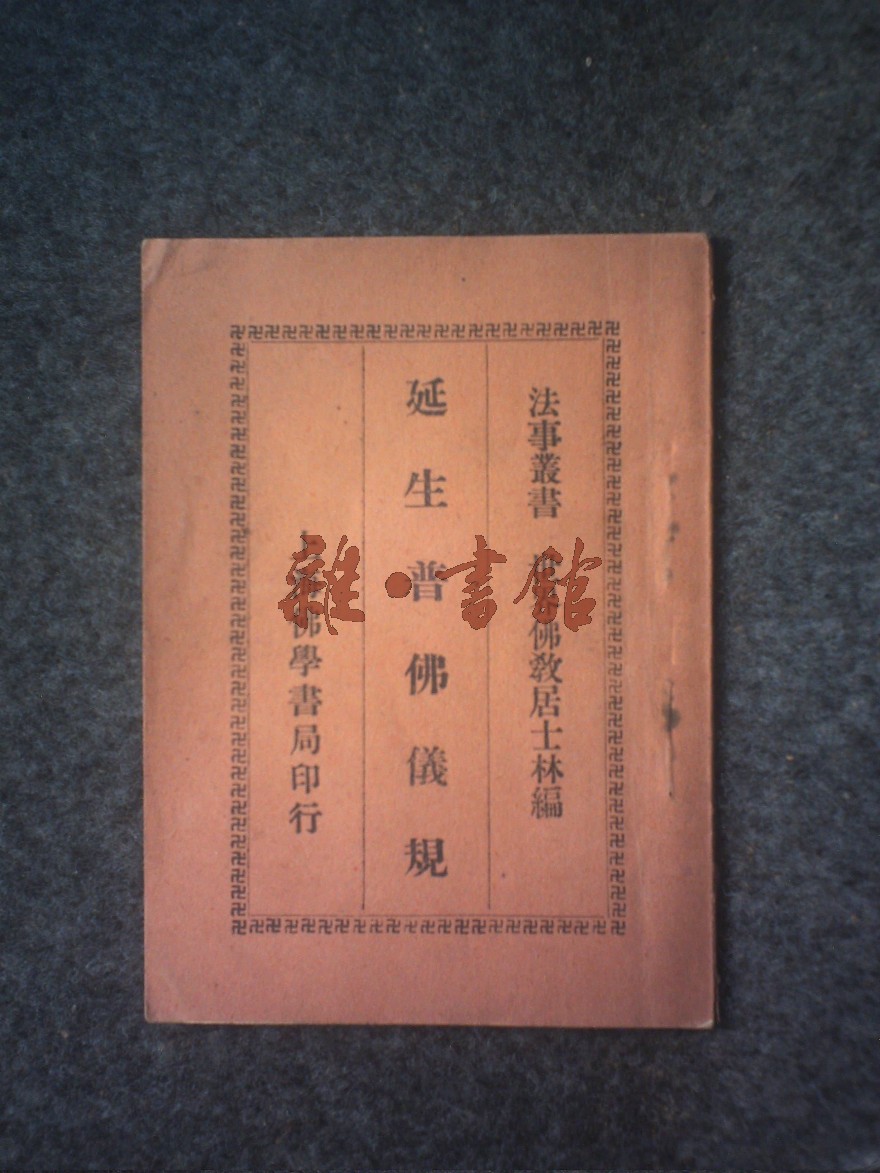 法事叢書 佛教居士林編
延生普佛儀規
佛學書局印行
雜·書館